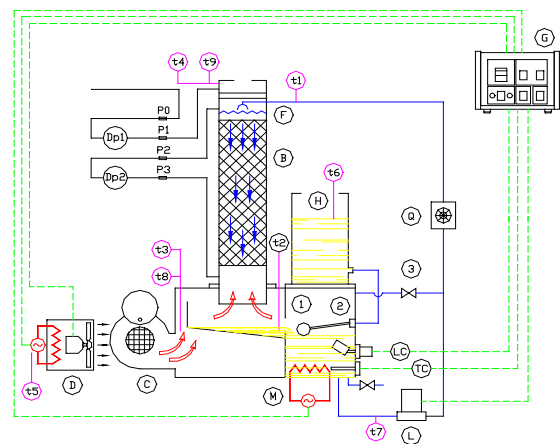 G
t4 t9 t1
P0
F
Dp1 P1
P2 B
Dp2 P3 t6
H
Q
t3 t2
t8 3
1 2
LC
TC
t5 D C M
L
t7